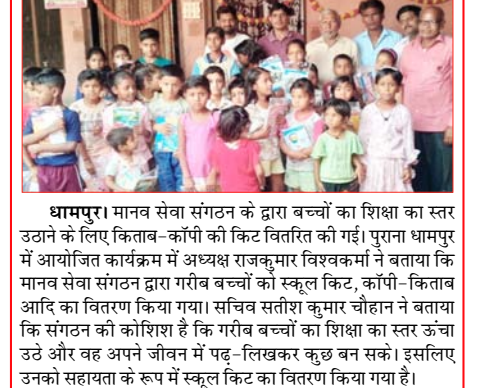 धामपुर। मानव सेवा संगठन के द्वारा बच्चों का शिक्षा का स्तर
उठाने के लिए किताब-कॉपी की किट वितरित की गई। पुराना धामपुर
में आयोजित कार्यक्रम में अध्यक्ष राजकुमार विश्वकर्मा ने बताया कि
मानव सेवा संगठन द्वारा गरीब बच्चों को स्कूल किट, कॉपी-किताब
आदि का वितरण किया गया। सचिव सतीश कुमार चौहान ने बताया
कि संगठन की कोशिश है कि गरीब बच्चों का शिक्षा का स्तर ऊंचा
उठे और वह अपने जीवन में पढ़-लिखकर कुछ बन सके। इसलिए
उनको सहायता के रूप में स्कूल किट का वितरण किया गया है।